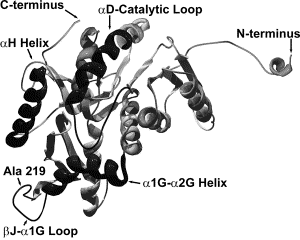 C-terminus
αD-Catalytic Loop
αH Helix
N-terminus
Ala 219
α1G-α2G Helix
βJ-α1G Loop